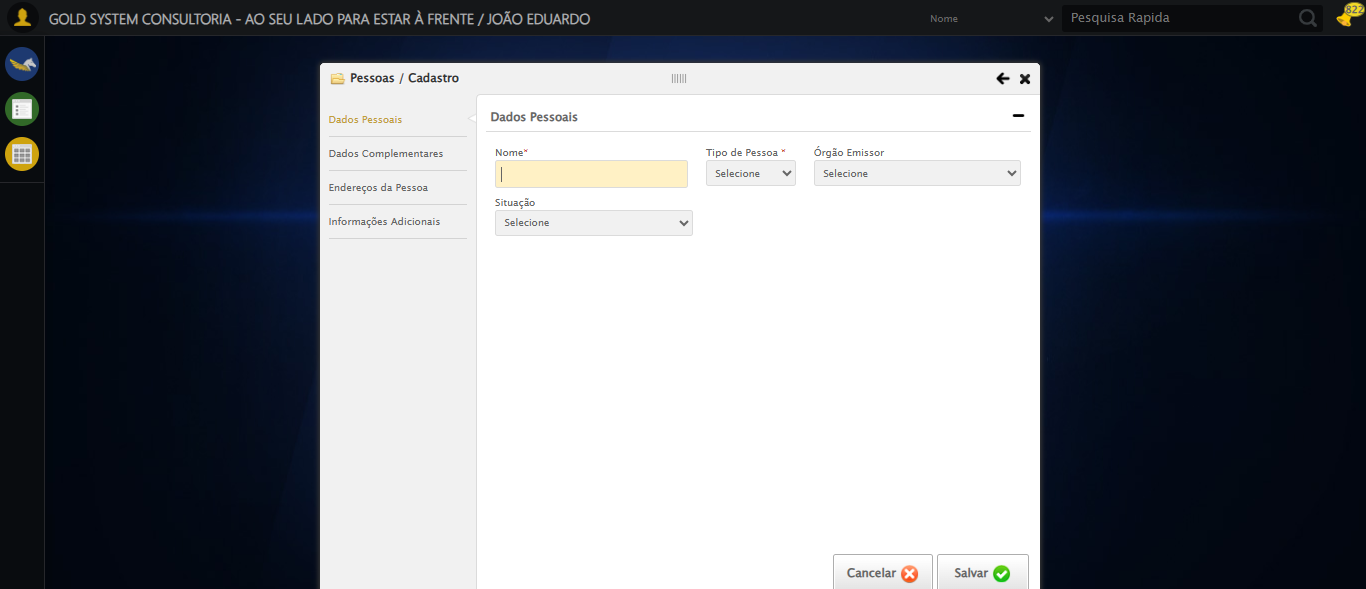 GOLD SYSTEM CONSULTORIA - AO SEU LADO PARA ESTAR À FRENTE / JOÃO EDUARDO
Nome
Pesquisa Rapida
822
Pessoas / Cadastro
Dados Pessoais
Dados Complementares
Endereços da Pessoa
Informações Adicionais
Dados Pessoais
Nome* Tipo de Pessoa * Órgão Emissor
Selecione Selecione
Situação
Selecione
Cancelar Salvar